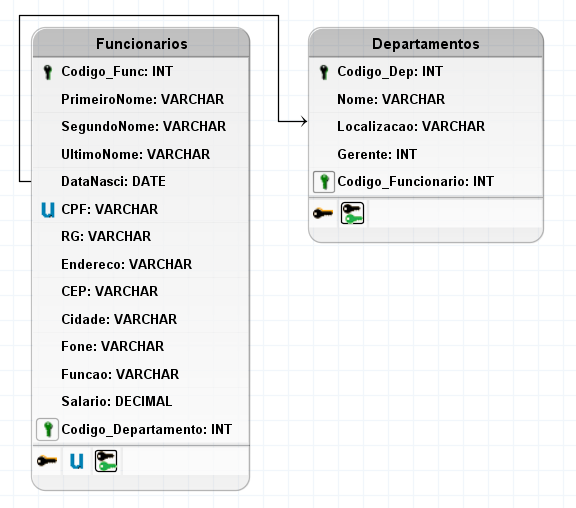 Funcionarios
Codigo_Func: INT
PrimeiroNome: VARCHAR
SegundoNome: VARCHAR
UltimoNome: VARCHAR
DataNasci: DATE
U CPF: VARCHAR
RG: VARCHAR
Endereco: VARCHAR
CEP: VARCHAR
Cidade: VARCHAR
Fone: VARCHAR
Funcao: VARCHAR
Salario: DECIMAL
Codigo_Departamento: INT
U
Departamentos
Codigo_Dep: INT
Nome: VARCHAR
Localizacao: VARCHAR
Gerente: INT
Codigo_Funcionario: INT